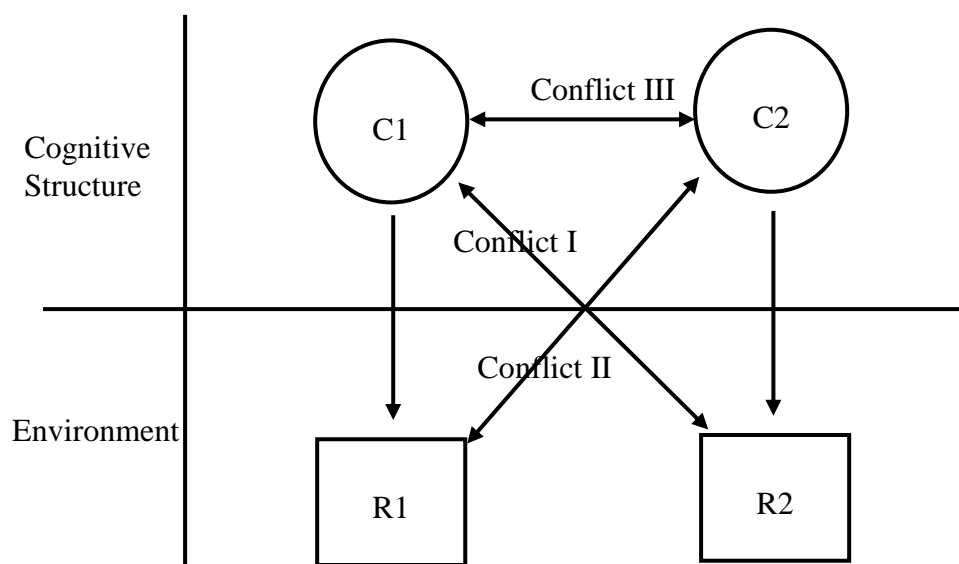 Conflict III
C1
C2
Cognitive
Structure
Conflict I
Conflict II
Environment
R1
R2